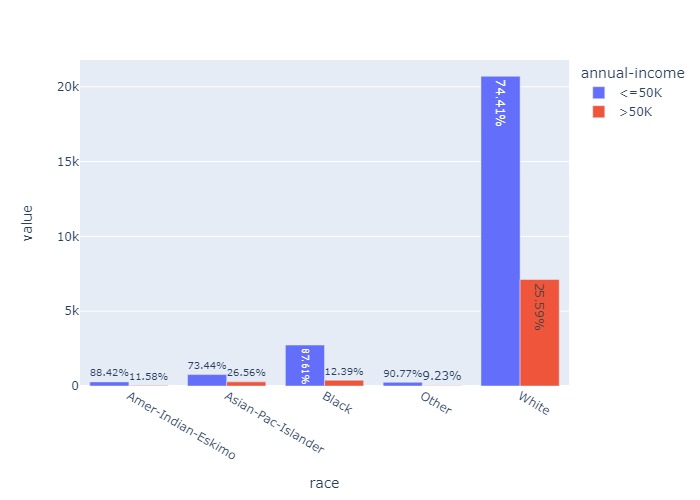 annual-income
<=50K
>50K
20k
15k
10k
5k
0
value
88.42%
11.58%
73.44%
26.56%
87.61%
12.39%
90.77%
9.23%
74.41%
25.59%
Amer-Indian-Eskimo
Asian-Pac-Islander
Black
Other
White
race